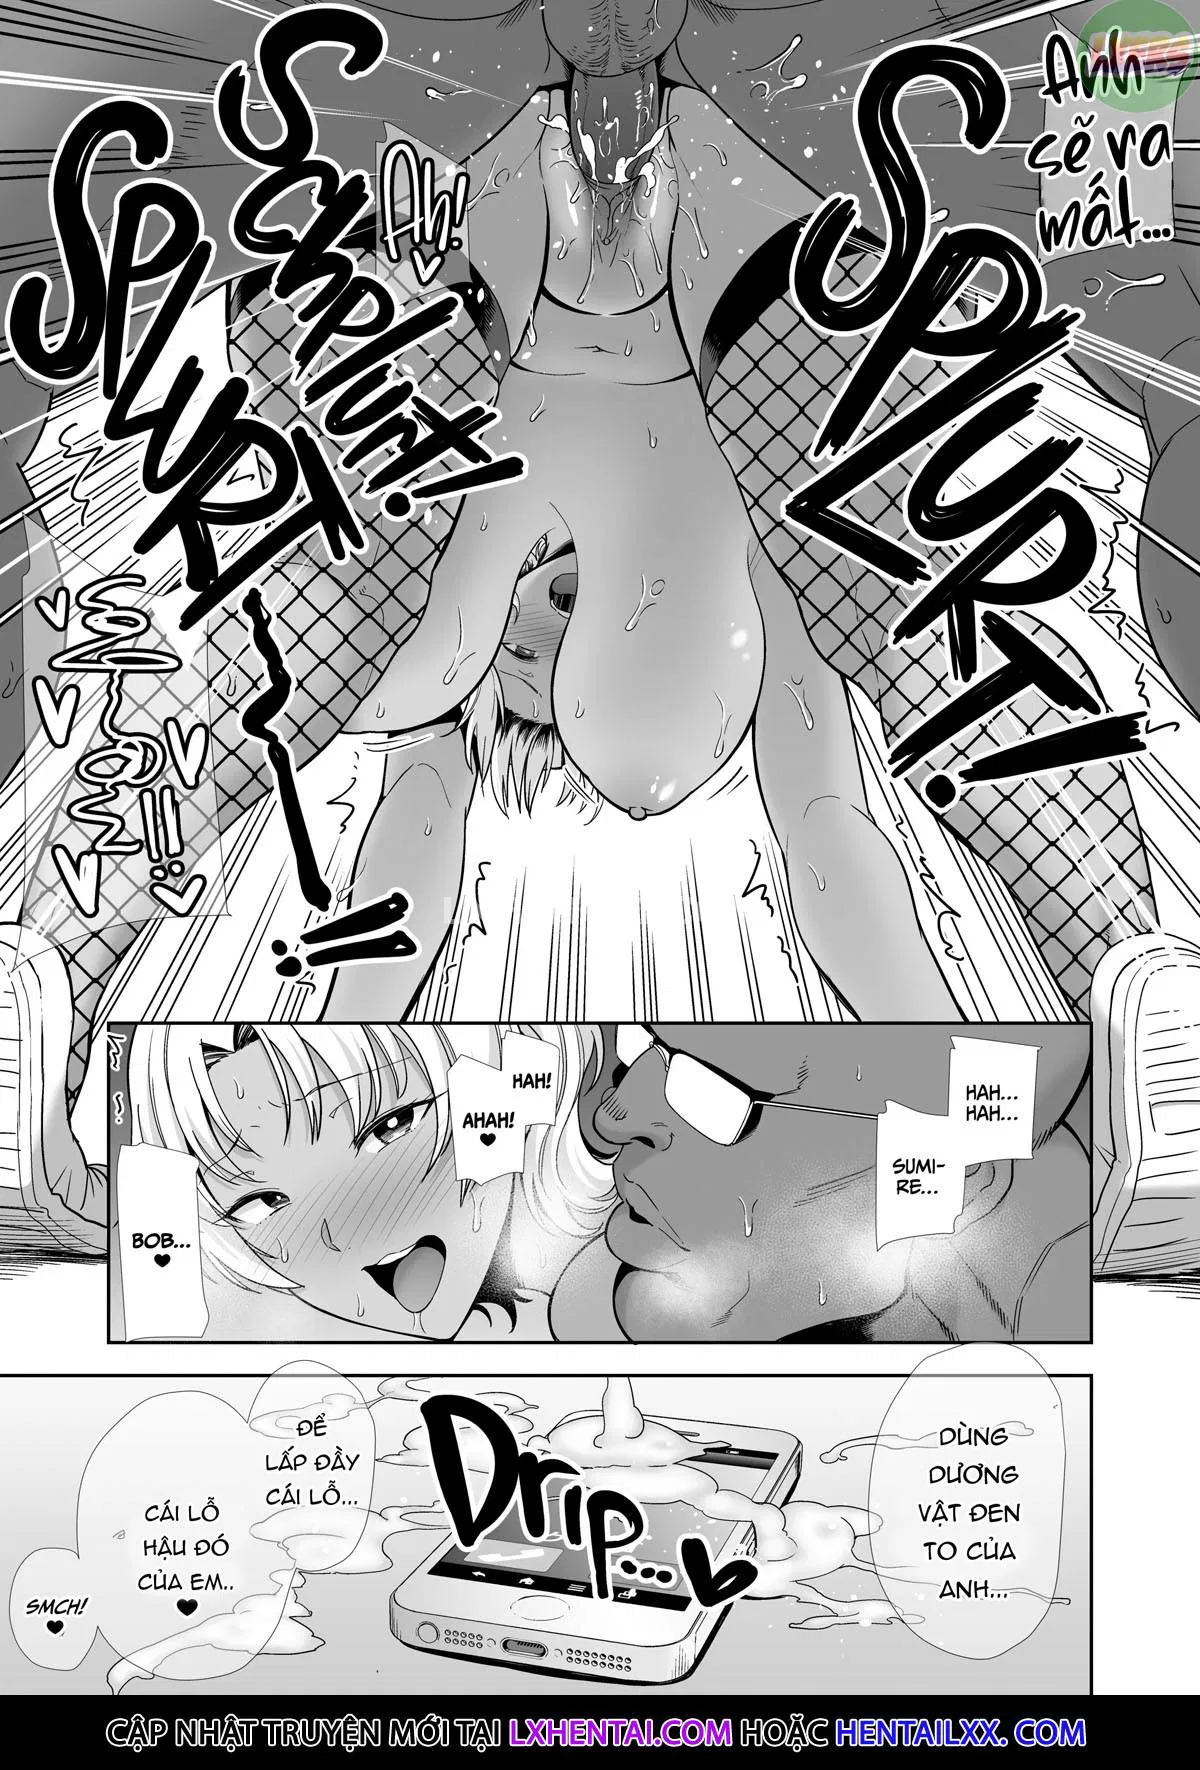 Anh
sẽ ra
mất...
Ah!
SPLURT!
Schplurt!
SPLURT
HAH...
HAH...
SUMI-
RE...
HAH!
AHAH!
BOB...
DÙNG
DƯƠNG
VẬT ĐEN
TO CỦA
ANH...
Drip...
ĐỂ
LẤP ĐẦY
CÁI LỖ...
CÁI LỖ
HẬU ĐÓ
CỦA EM..
SMCH!
CẬP NHẬT TRUYỆN MỚI TẠI LXHENTAI.COM HOẶC HENTAILXX.COM